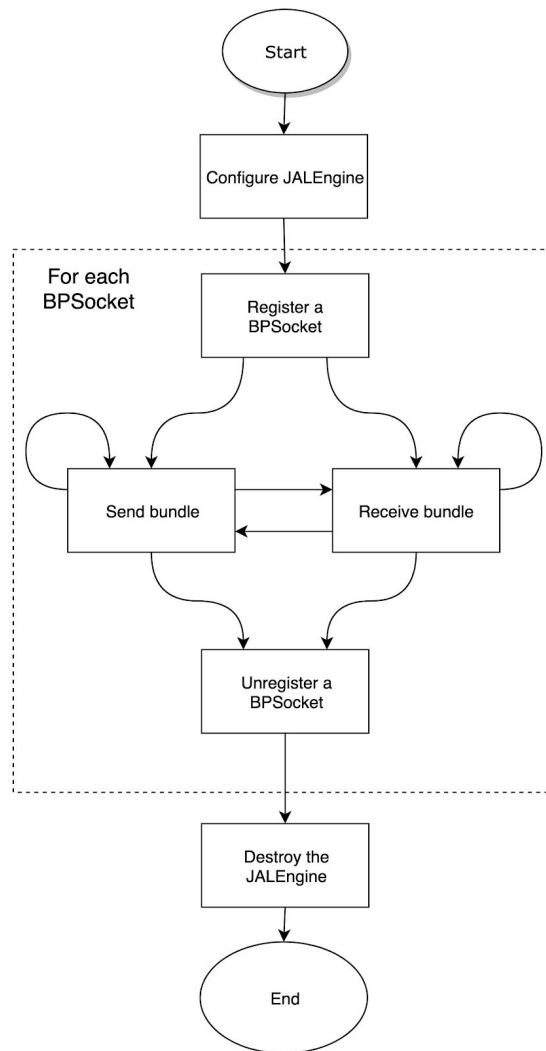 Start
Configure JALEngine
For each
BPSocket
Register a
BPSocket
Send bundle
Receive bundle
Unregister a
BPSocket
Destroy the
JALEngine
End